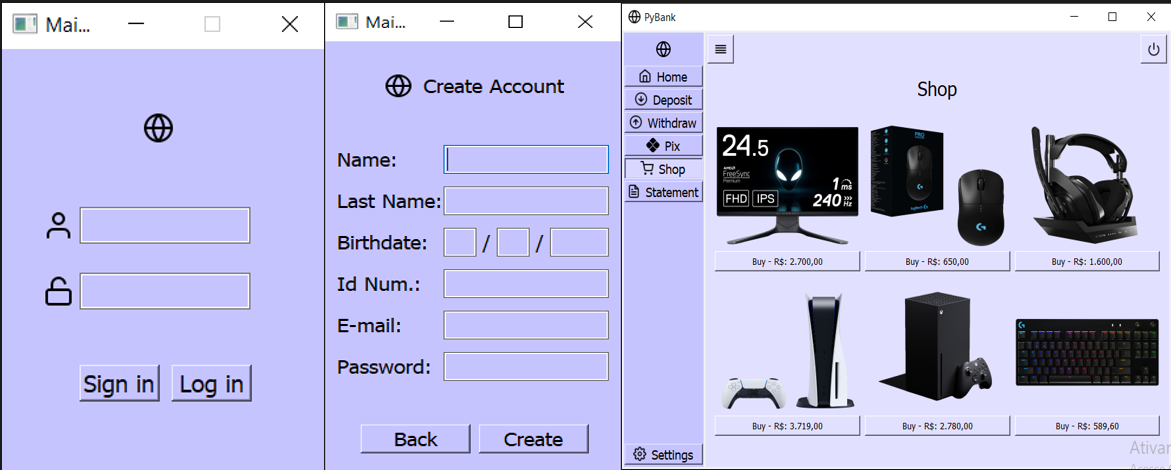 Mai...
Sign in
Log in
Mai...
Create Account
Name:
Last Name:
Birthdate:
/
/
Id Num.:
E-mail:
Password:
Back
Create
PyBank
Home
Deposit
Withdraw
Pix
Shop
Statement
Settings
Shop
24.5
AMD
FreeSync
Premium
FHD
IPS
1 ms
240 Hz
PRO
G
Buy - R$: 2.700,00
Buy - R$: 650,00
Buy - R$: 1.600,00
Buy - R$: 3.719,00
Buy - R$: 2.780,00
Buy - R$: 589,60
Ativar